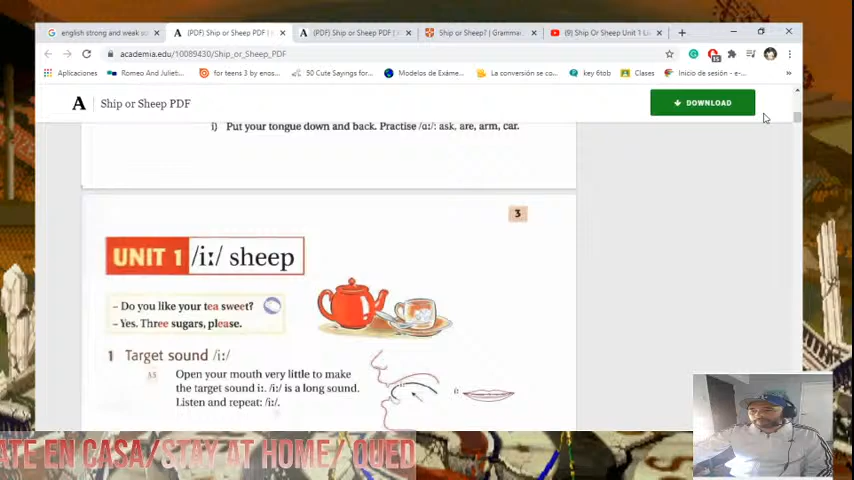 english strong and weak s
(PDF) Ship or Sheep PDF
(PDF) Ship or Sheep PDF
Ship or Sheep? | Grammar
(9) Ship Or Sheep Unit 1 L
academia.edu/10089430/Ship_or_Sheep_PDF
Aplicaciones
Romeo And Juliet:..
for teens 3 by enos...
50 Cute Sayings for...
Modelos de Exáme...
La conversión se co...
key 6tob
Clases
Inicio de sesión - e-...
A
Ship or Sheep PDF
DOWNLOAD
i) Put your tongue down and back. Practise /ɑː/: ask, are, arm, car.
3
UNIT 1 /iː/ sheep
– Do you like your tea sweet?
– Yes. Three sugars, please.
1 Target sound /iː/
Open your mouth very little to make
the target sound iː. /iː/ is a long sound.
Listen and repeat: /iː/.
ATE EN CASA/STAY AT HOME/ QUED